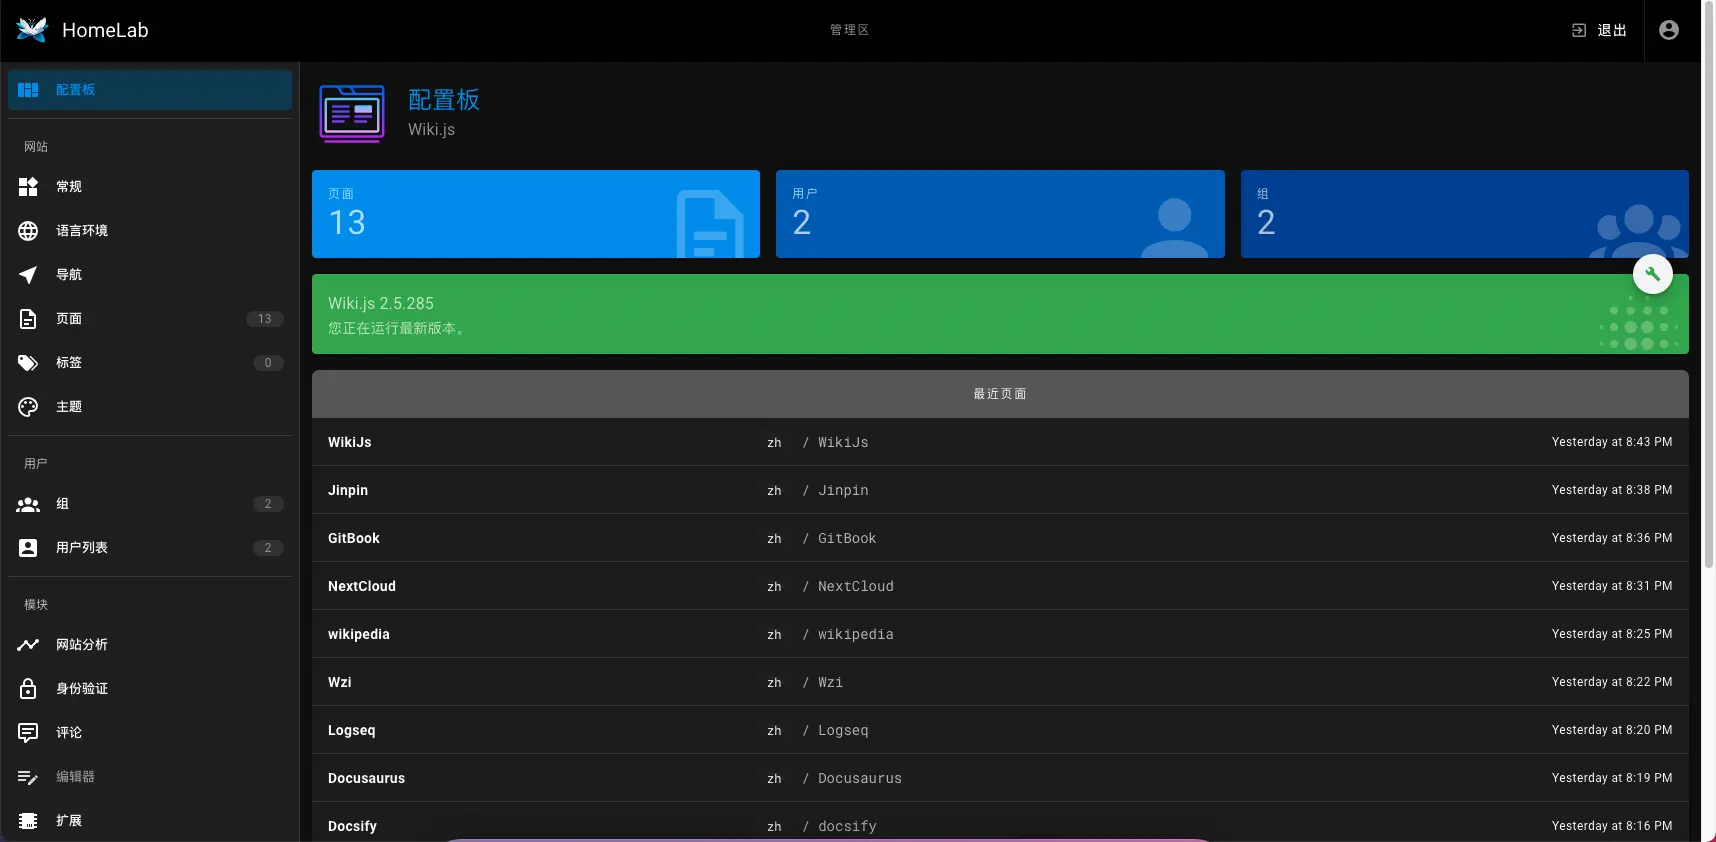 HomeLab
管理区
退出
配置板
网站
常规
语言环境
导航
页面 13
标签 0
主题
用户
组 2
用户列表 2
模块
网站分析
身份验证
评论
编辑器
扩展
配置板
Wiki.js
页面
13
用户
2
组
2
Wiki.js 2.5.285
您正在运行最新版本。
最近页面
WikiJs zh / WikiJs Yesterday at 8:43 PM
Jinpin zh / Jinpin Yesterday at 8:38 PM
GitBook zh / GitBook Yesterday at 8:36 PM
NextCloud zh / NextCloud Yesterday at 8:31 PM
wikipedia zh / wikipedia Yesterday at 8:25 PM
Wzi zh / Wzi Yesterday at 8:22 PM
Logseq zh / Logseq Yesterday at 8:20 PM
Docusaurus zh / Docusaurus Yesterday at 8:19 PM
Docsify zh / docsify Yesterday at 8:16 PM